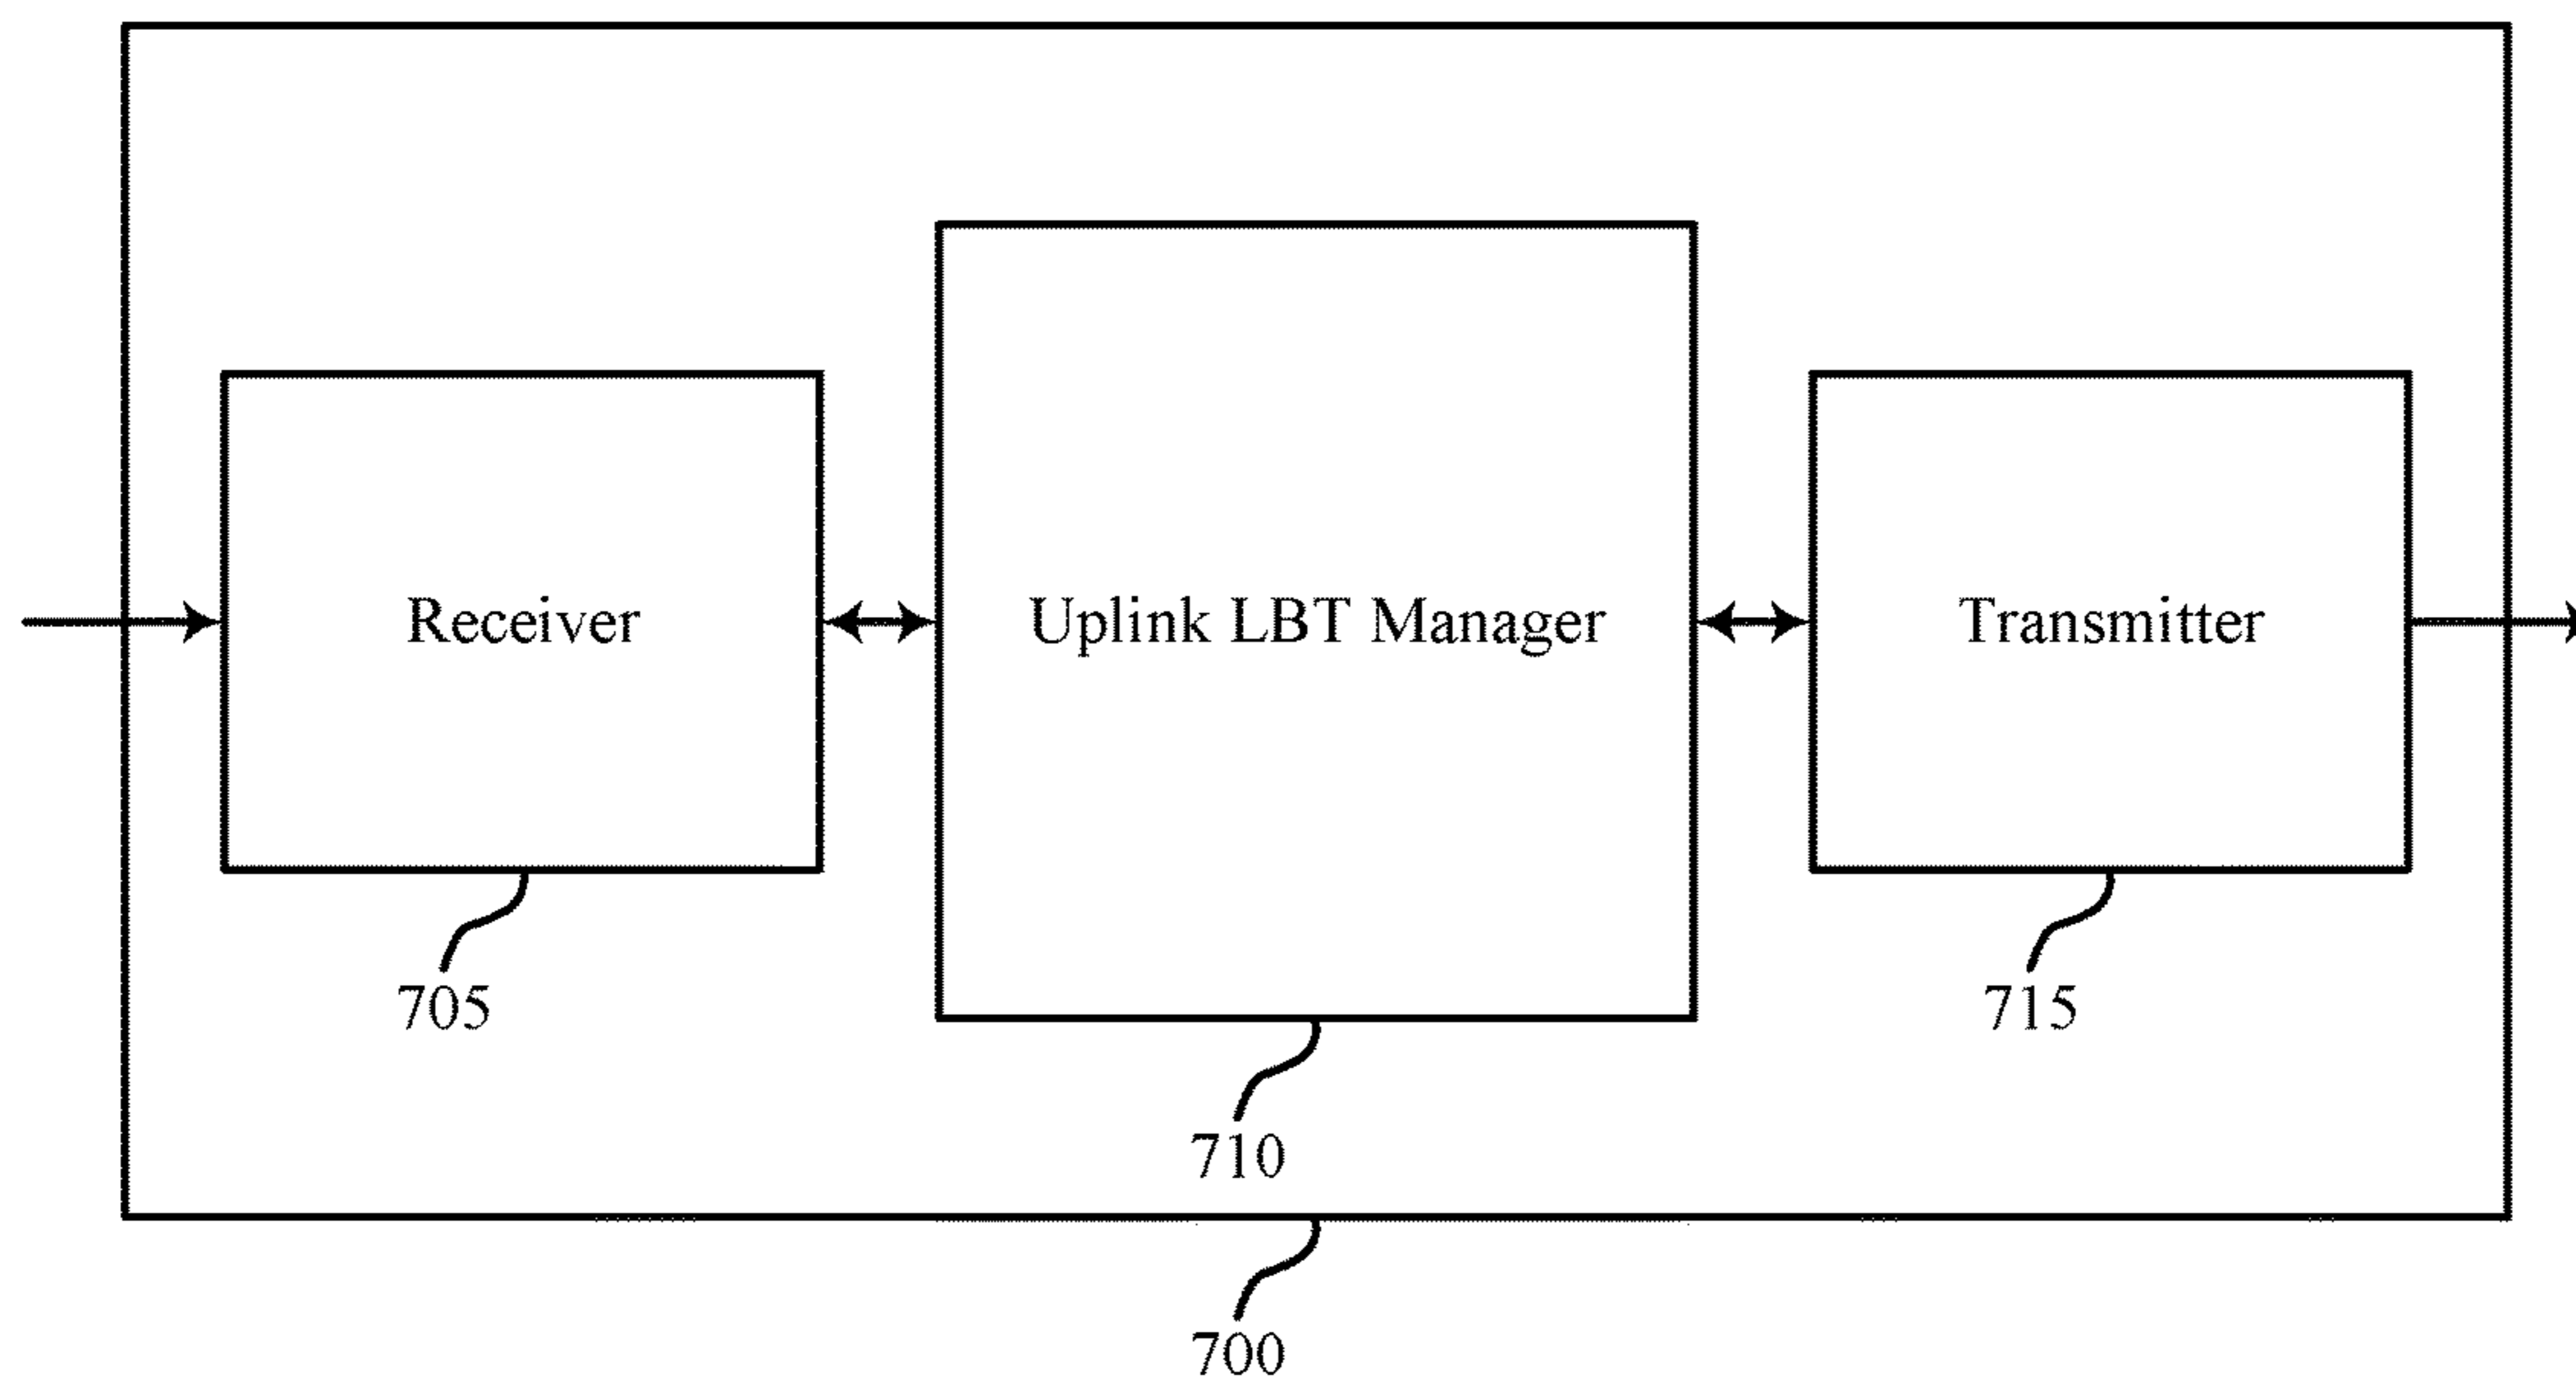 Receiver
Uplink LBT Manager
Transmitter
705
715
710
700